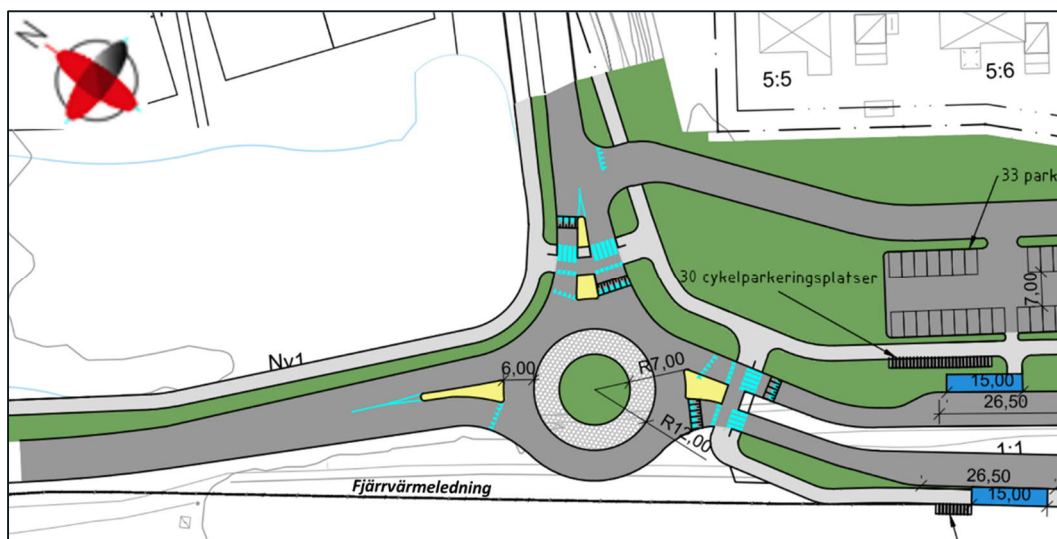 N
5:5
5:6
33 park
7,00
30 cykelparkeringsplatser
Nv1
6,00
R7,00
15,00
26,50
R12,00
1:1
26,50
Fjärrvärmeledning
15,00